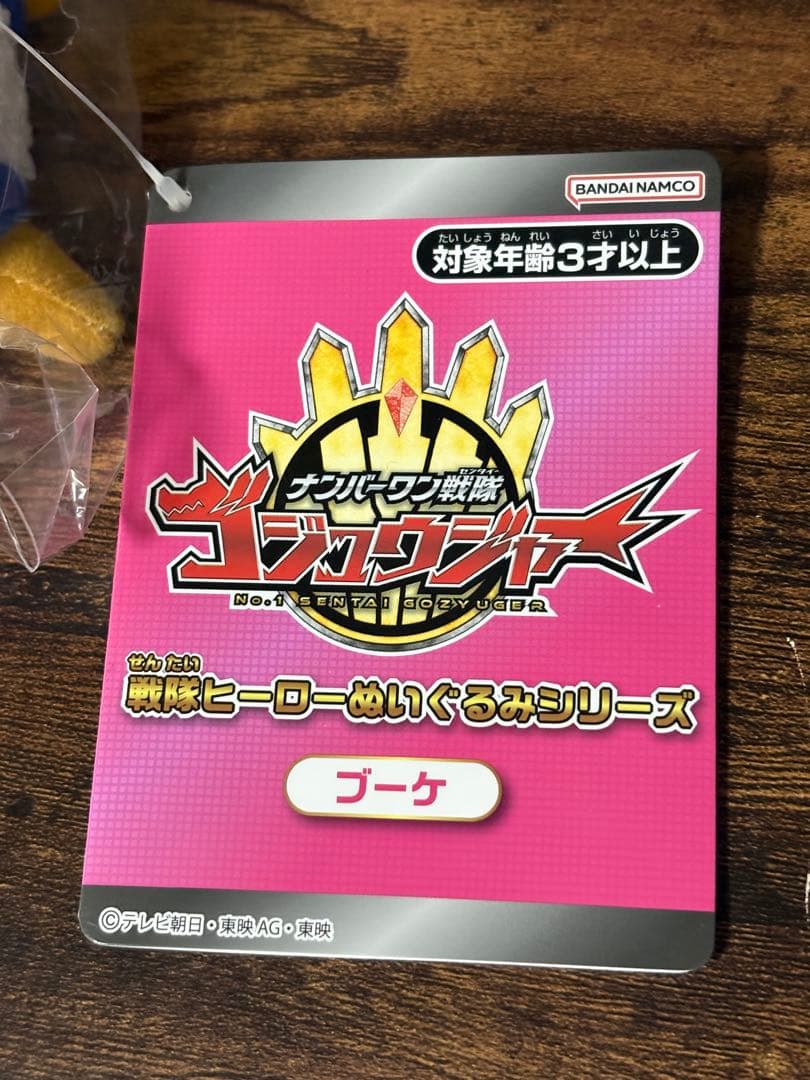 BANDAI NAMCO
たいしょうねんれい さいいじょう
対象年齢3才以上
センタイ
ナンバーワン戦隊
ゴジュウジャー
No.1 SENTAI GOZYUGER
せんたい
戦隊ヒーローぬいぐるみシリーズ
ブーケ
©テレビ朝日・東映AG・東映